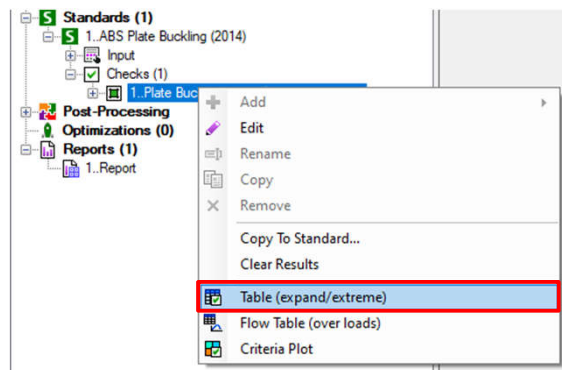 Standards (1)
1..ABS Plate Buckling (2014)
Input
Checks (1)
1..Plate Buc
Post-Processing
Optimizations (0)
Reports (1)
1..Report
Add
Edit
Rename
Copy
Remove
Copy To Standard...
Clear Results
Table (expand/extreme)
Flow Table (over loads)
Criteria Plot